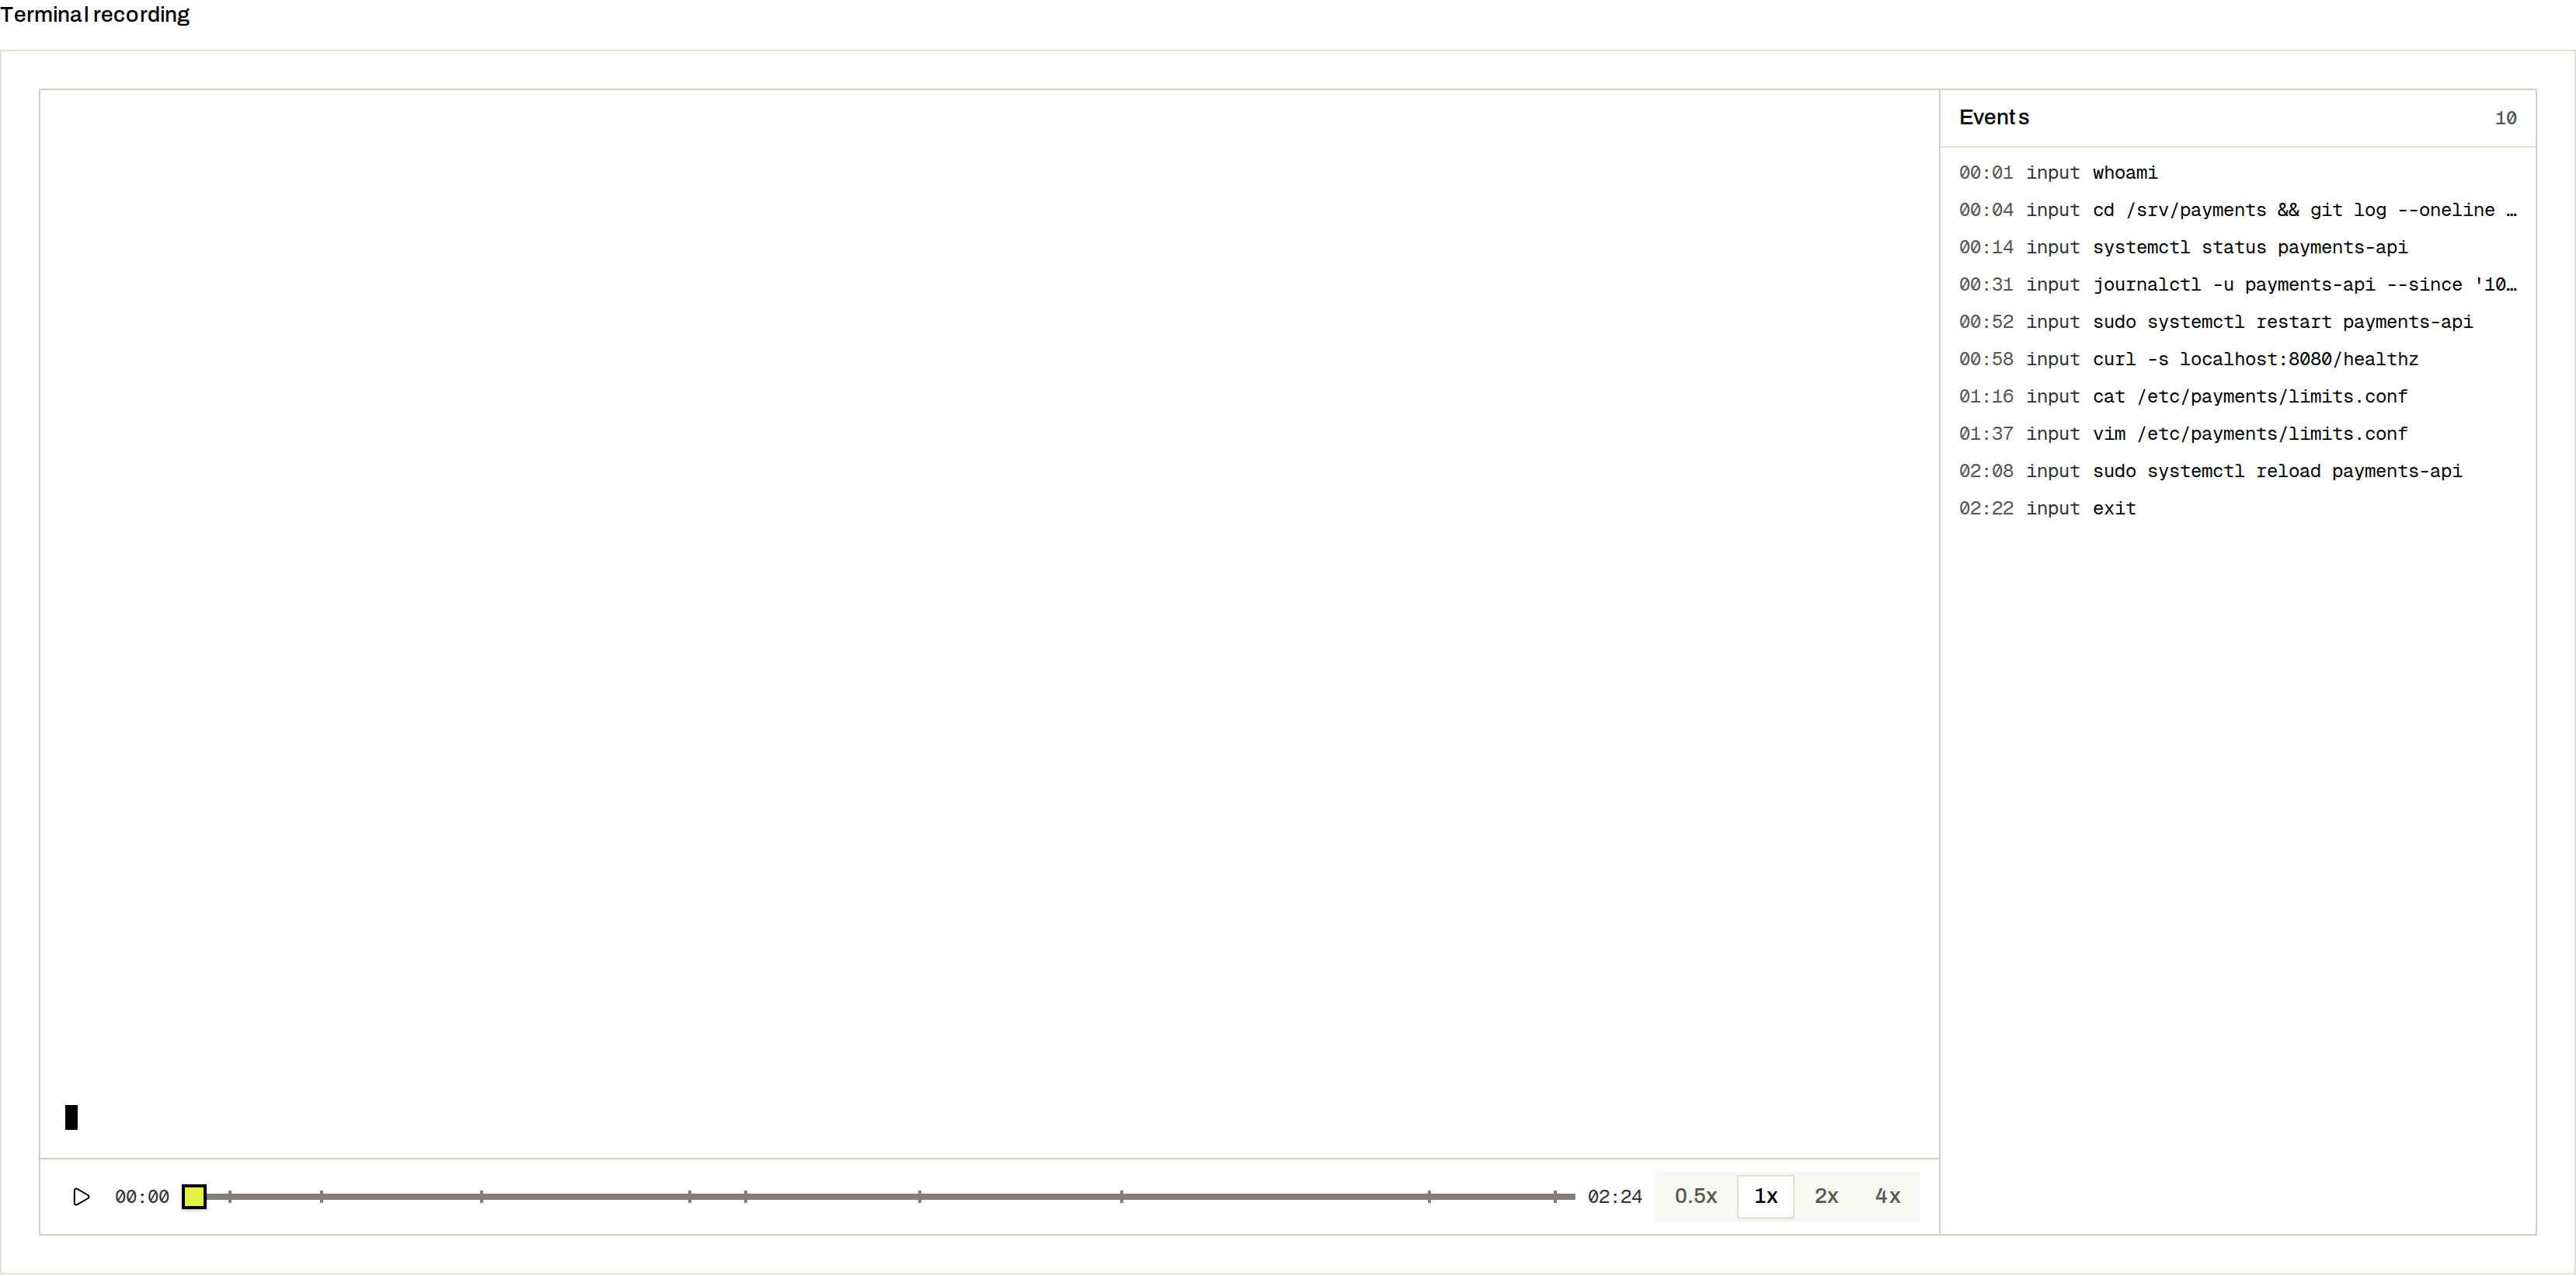 Terminal recording
Events 10
00:01 input whoami
00:04 input cd /srv/payments && git log --oneline …
00:14 input systemctl status payments-api
00:31 input journalctl -u payments-api --since '10…
00:52 input sudo systemctl restart payments-api
00:58 input curl -s localhost:8080/healthz
01:16 input cat /etc/payments/limits.conf
01:37 input vim /etc/payments/limits.conf
02:08 input sudo systemctl reload payments-api
02:22 input exit
00:00 02:24 0.5x 1x 2x 4x